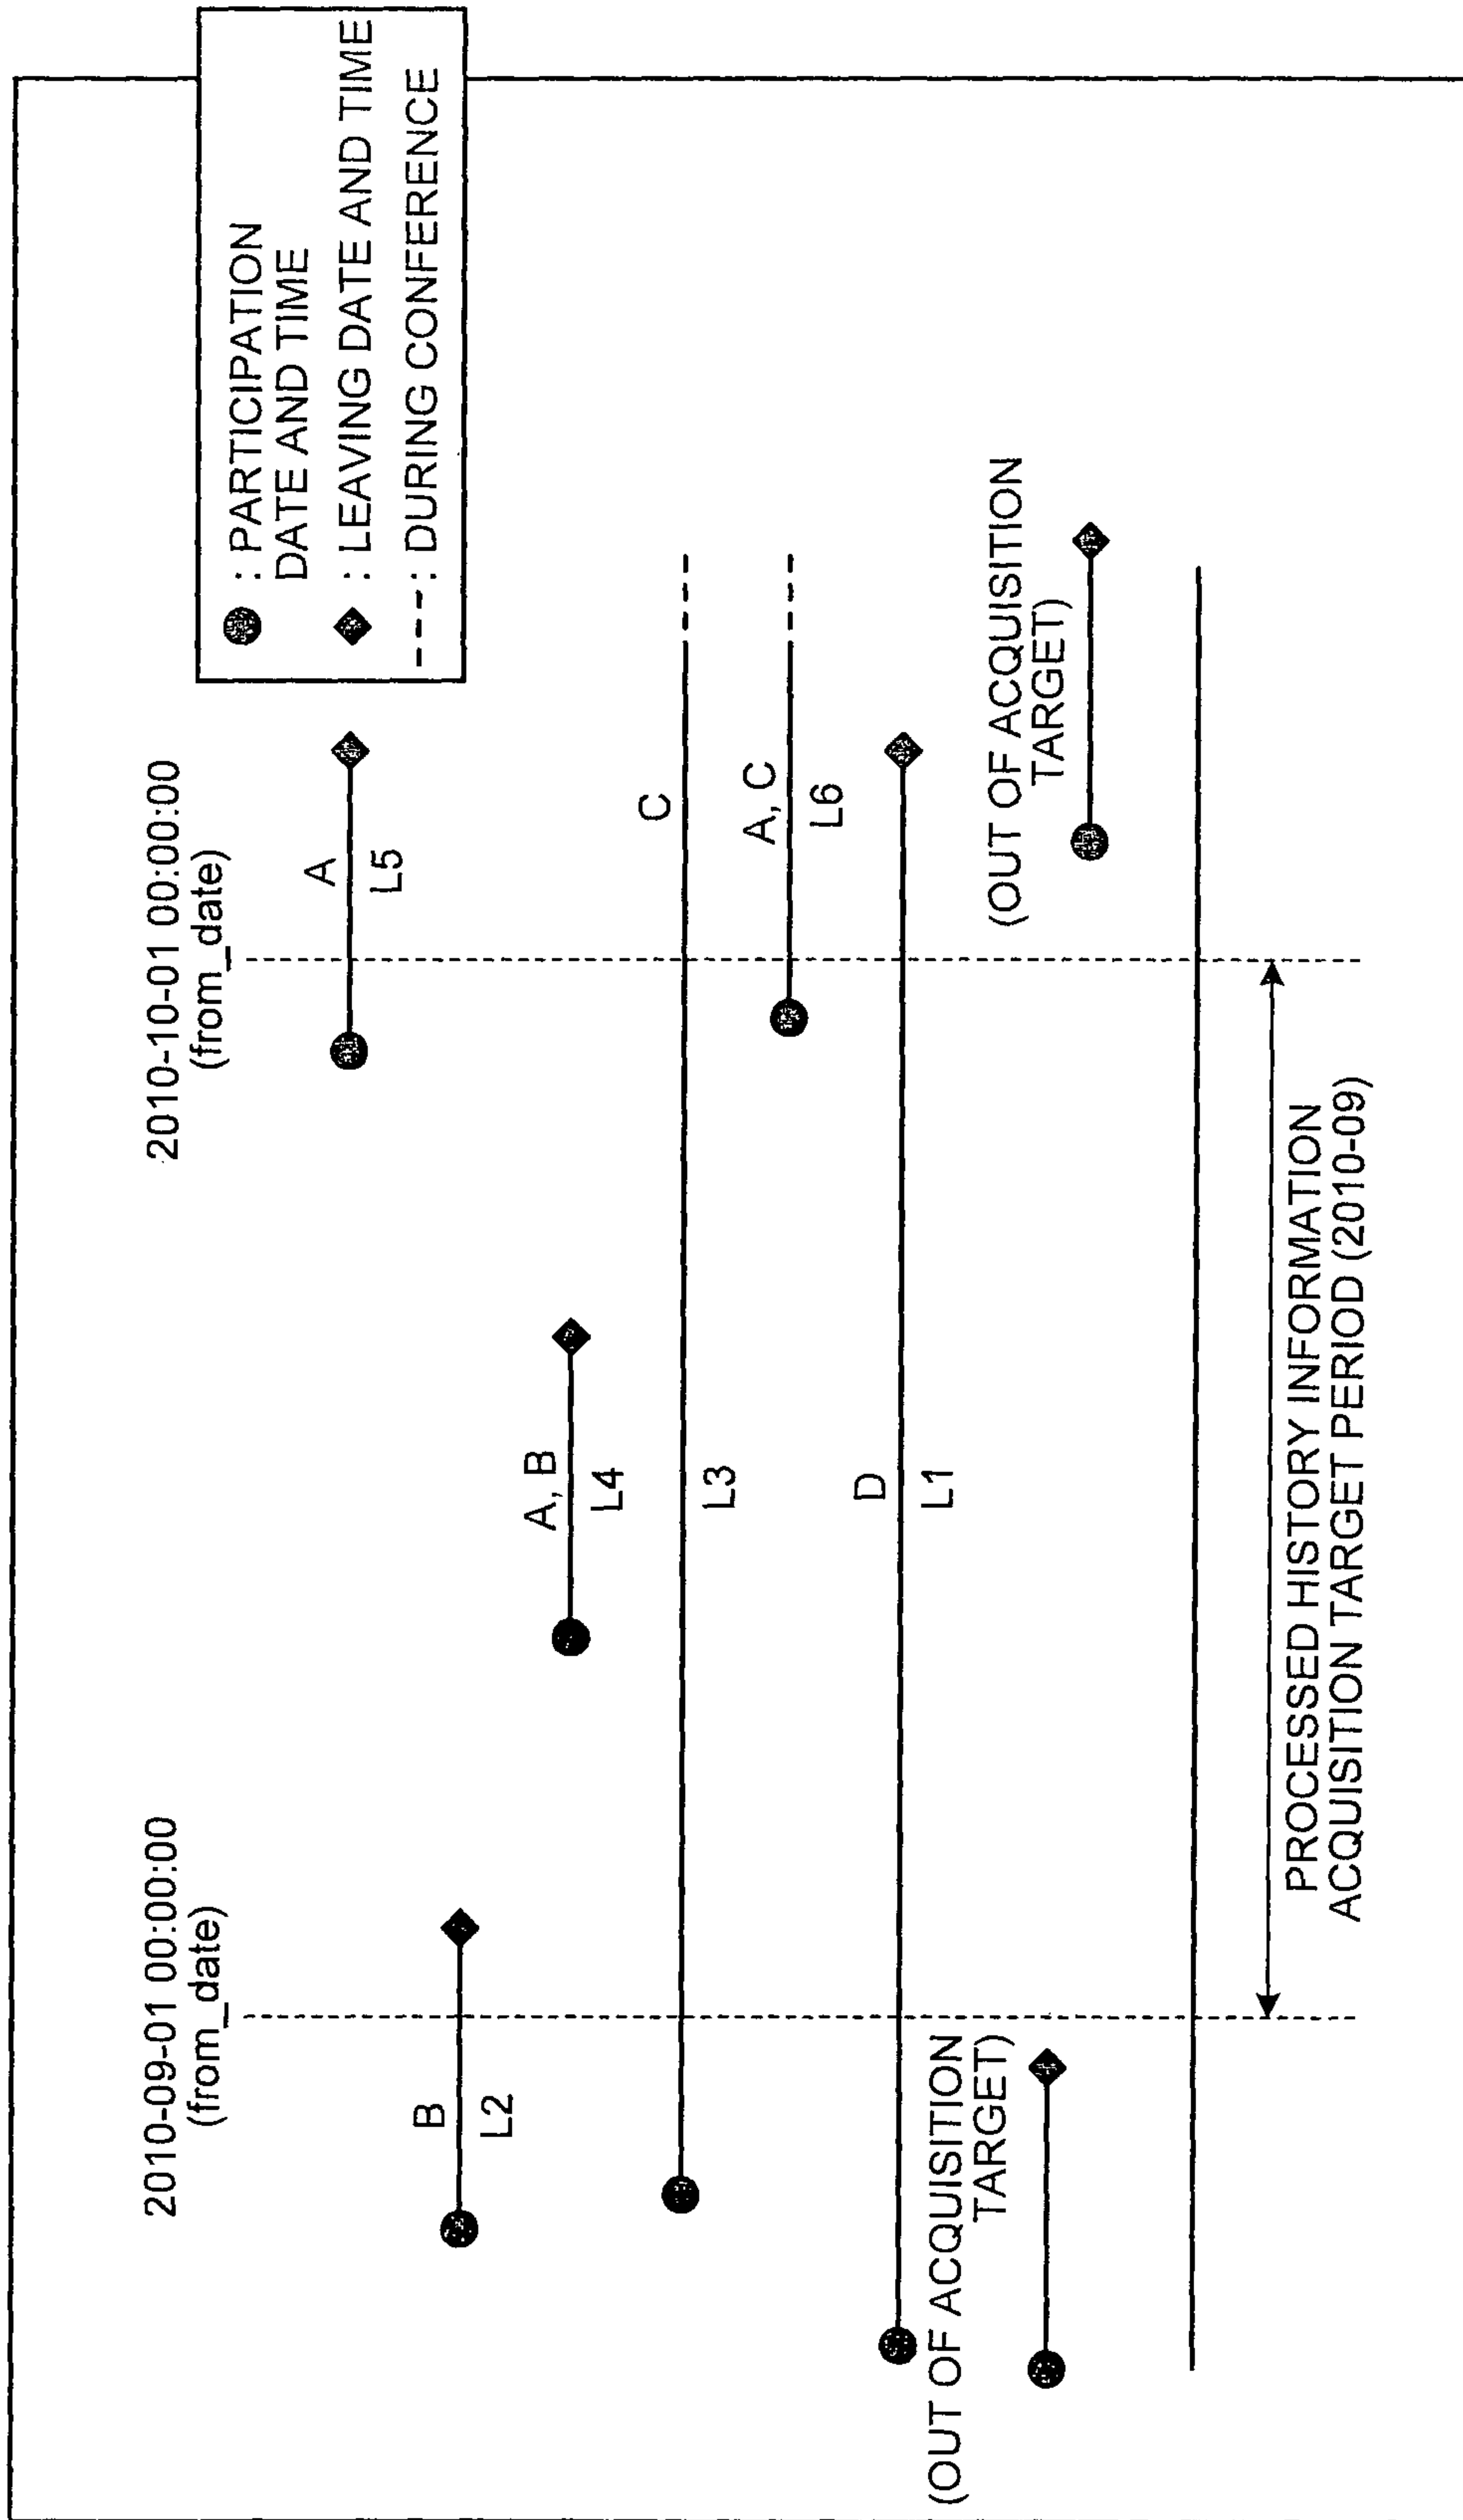 2010-09-01 00:00:00
(from_date)
2010-10-01 00:00:00
(from_date)
: PARTICIPATION
DATE AND TIME
: LEAVING DATE AND TIME
: DURING CONFERENCE
A
L5
B
L2
A, B
L4
C
L3
A, C
L6
D
L1
(OUT OF ACQUISITION
TARGET)
(OUT OF ACQUISITION
TARGET)
PROCESSED HISTORY INFORMATION
ACQUISITION TARGET PERIOD (2010-09)